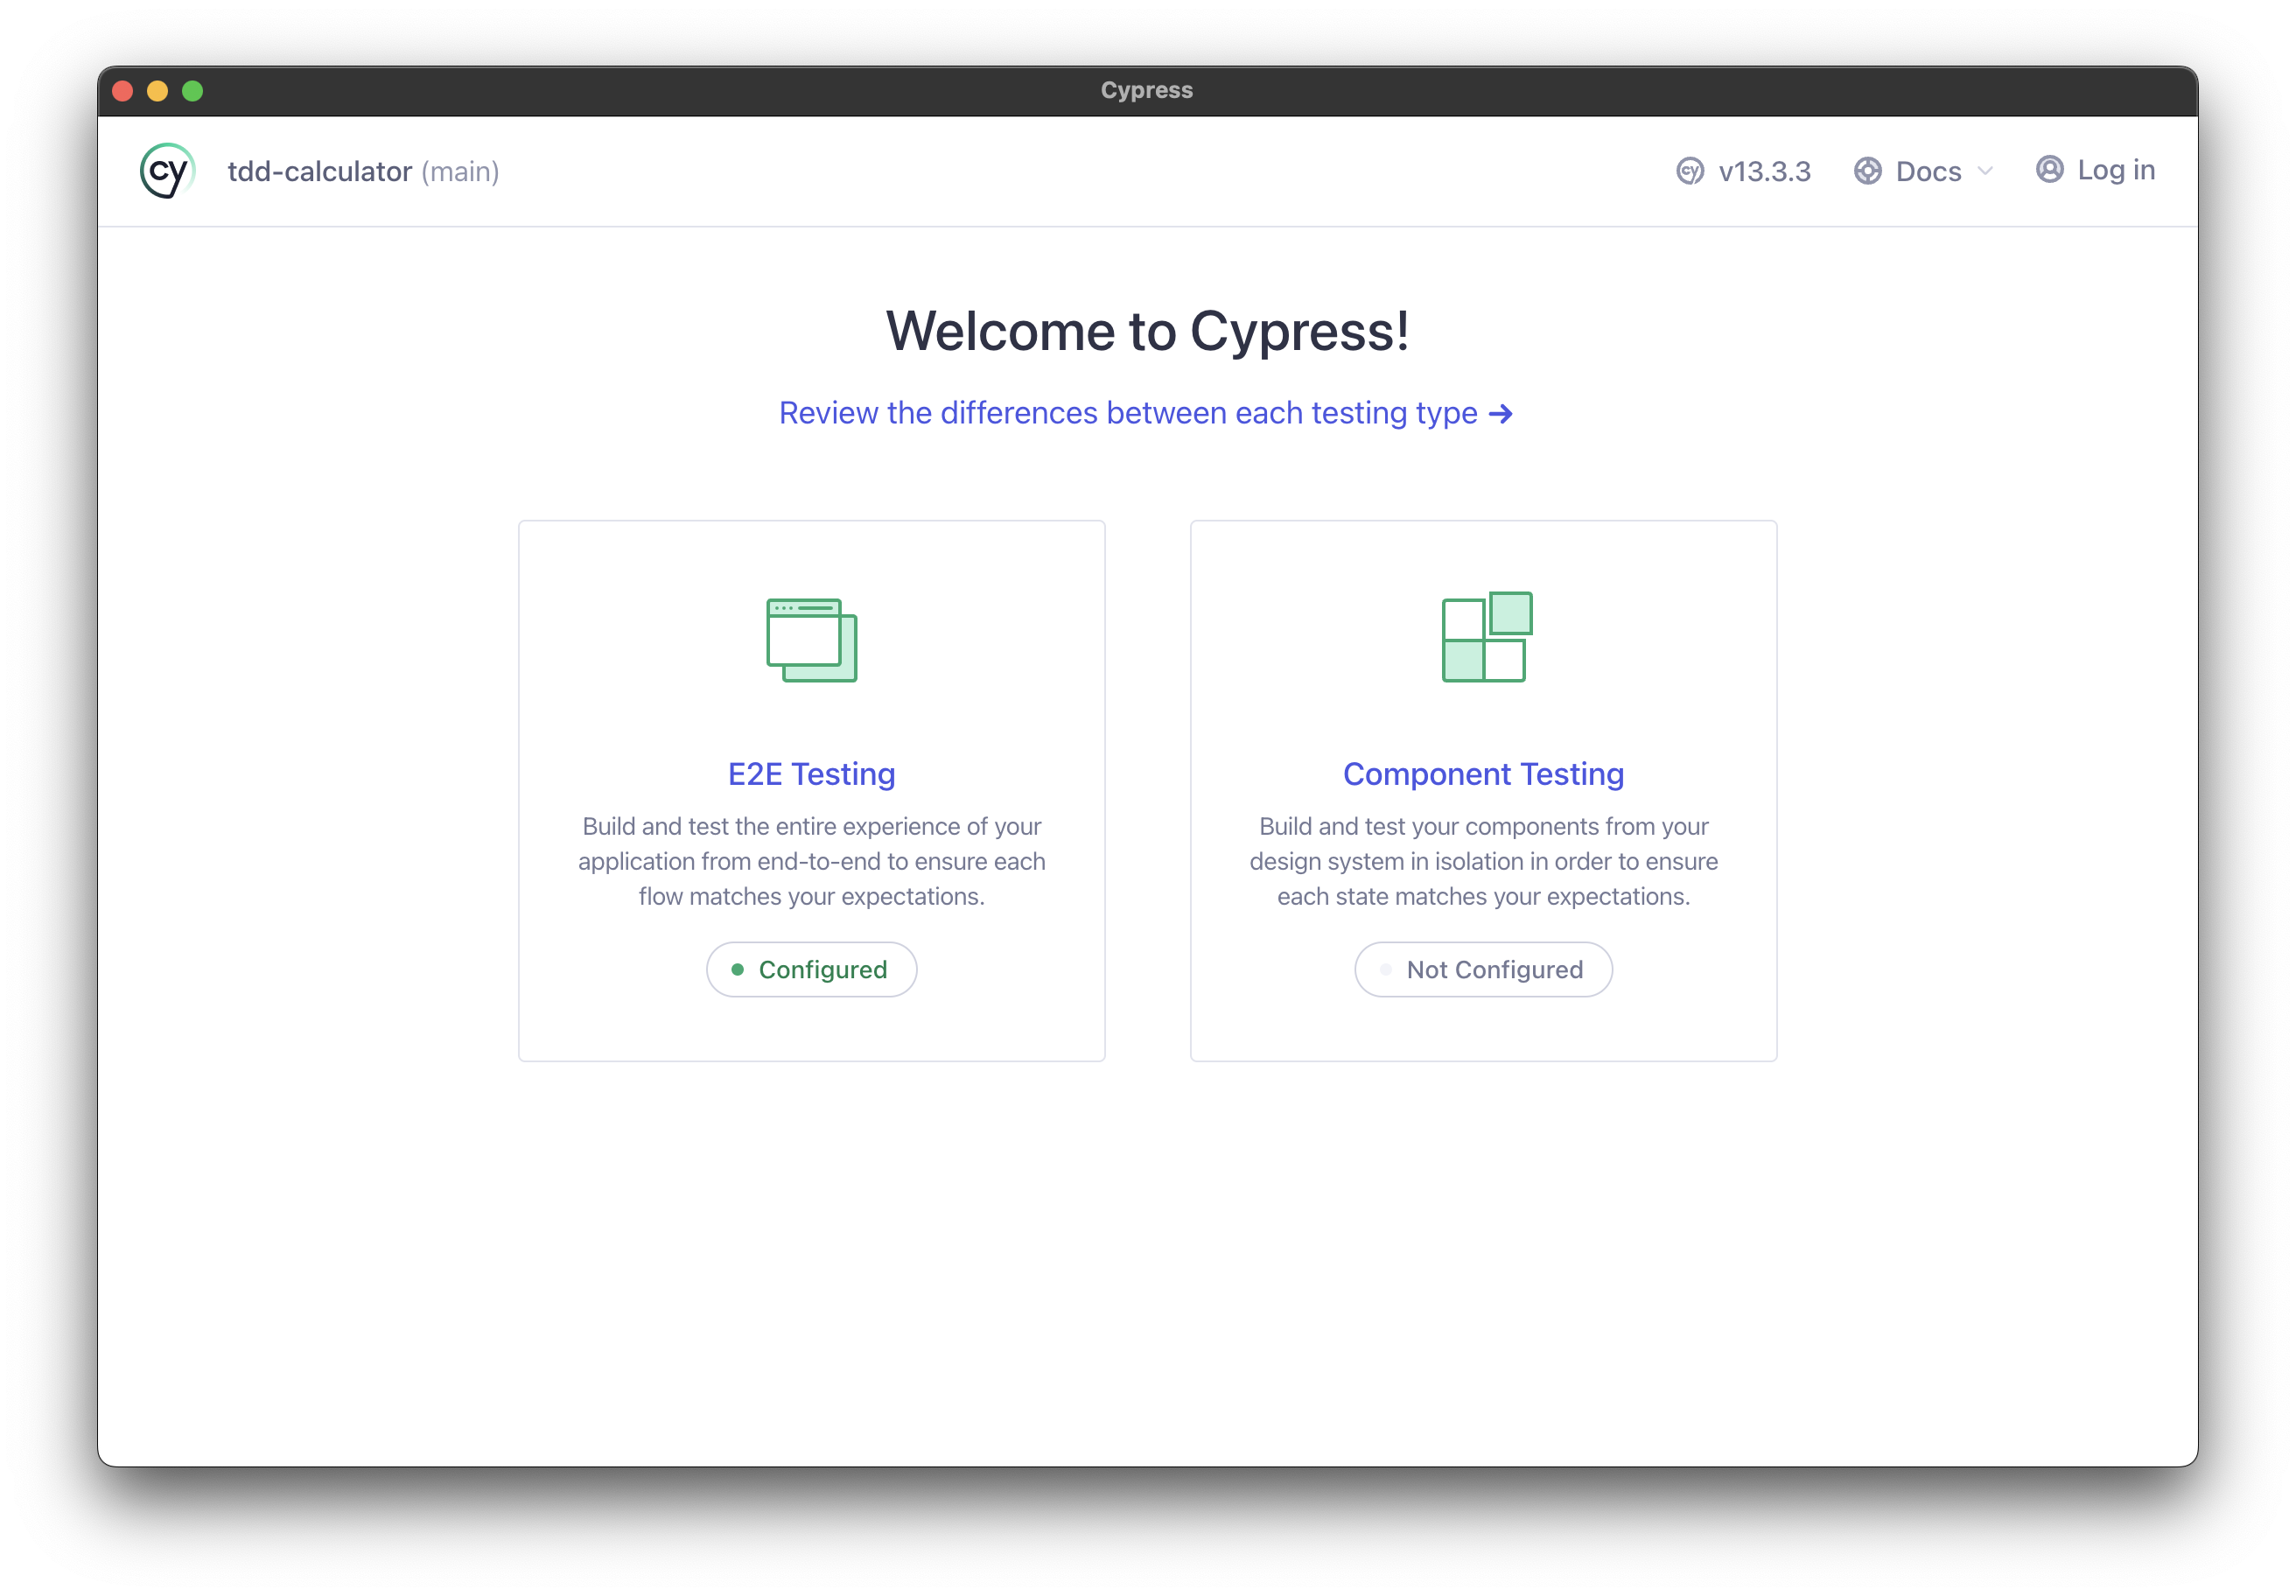 Cypress
cy tdd-calculator (main)
cy v13.3.3 Docs Log in
Welcome to Cypress!
Review the differences between each testing type →
E2E Testing
Build and test the entire experience of your
application from end-to-end to ensure each
flow matches your expectations.
Configured
Component Testing
Build and test your components from your
design system in isolation in order to ensure
each state matches your expectations.
Not Configured